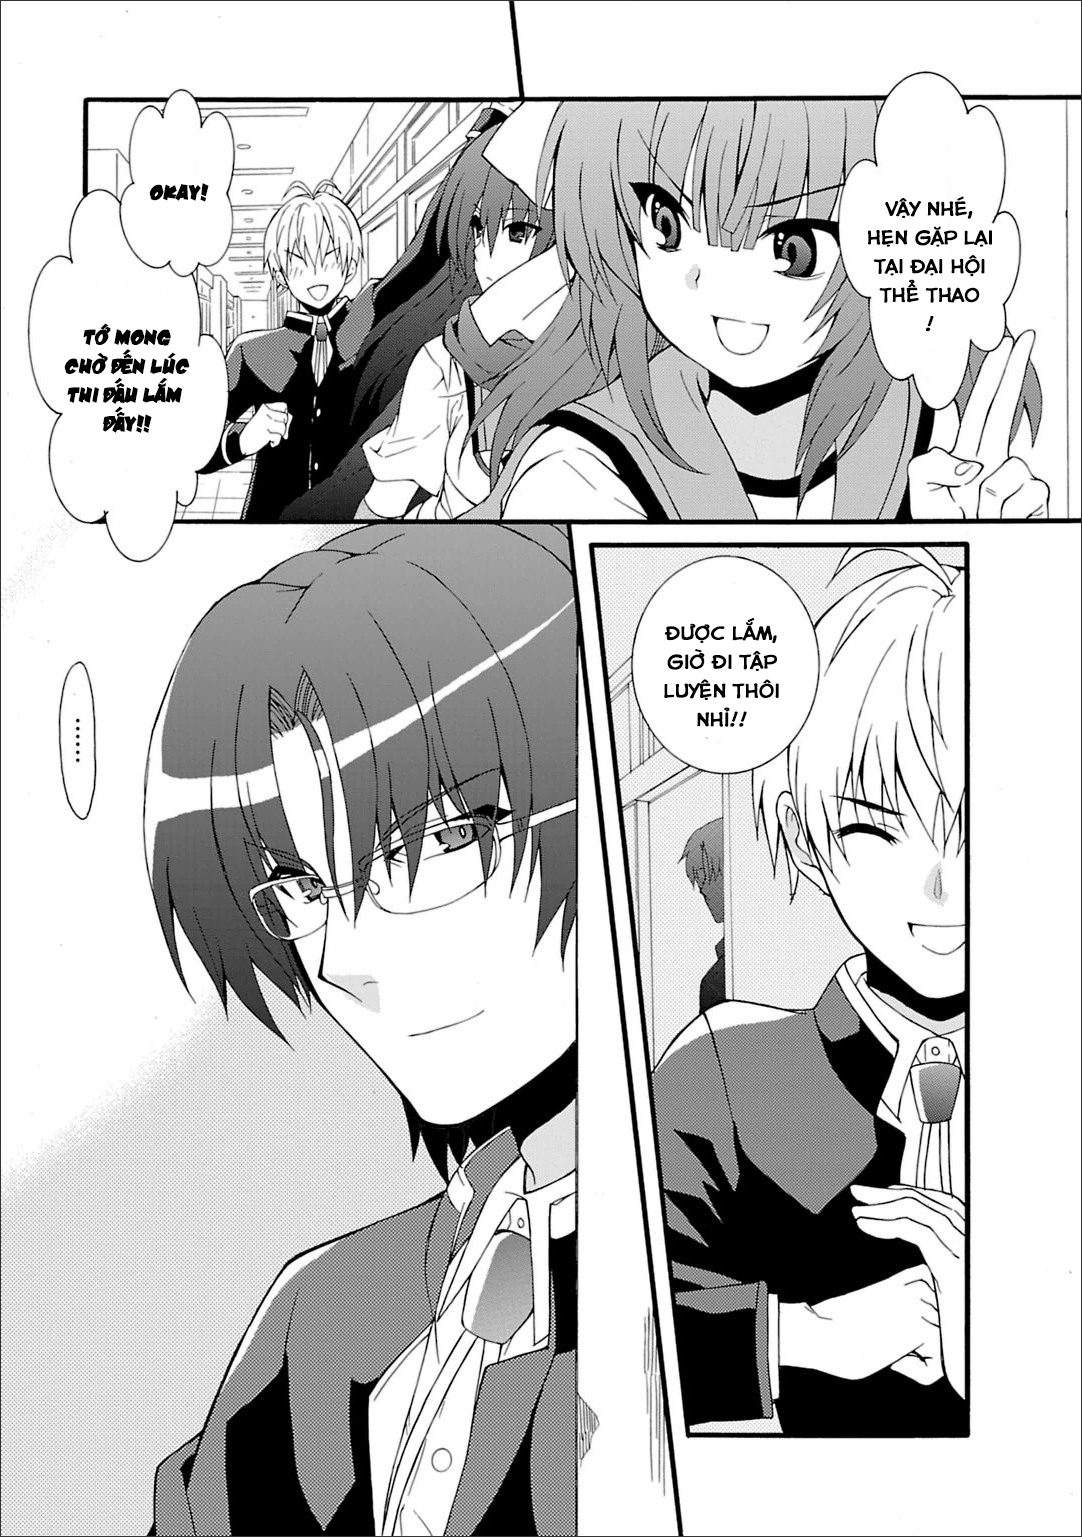 VẬY NHÉ,
HẸN GẶP LẠI
TẠI ĐẠI HỘI
THỂ THAO
!
OKAY!
TỚ MONG
CHỜ ĐẾN LÚC
THI ĐẤU LẮM
ĐẤY!!
ĐƯỢC LẮM,
GIỜ ĐI TẬP
LUYỆN THÔI
NHỈ!!
......